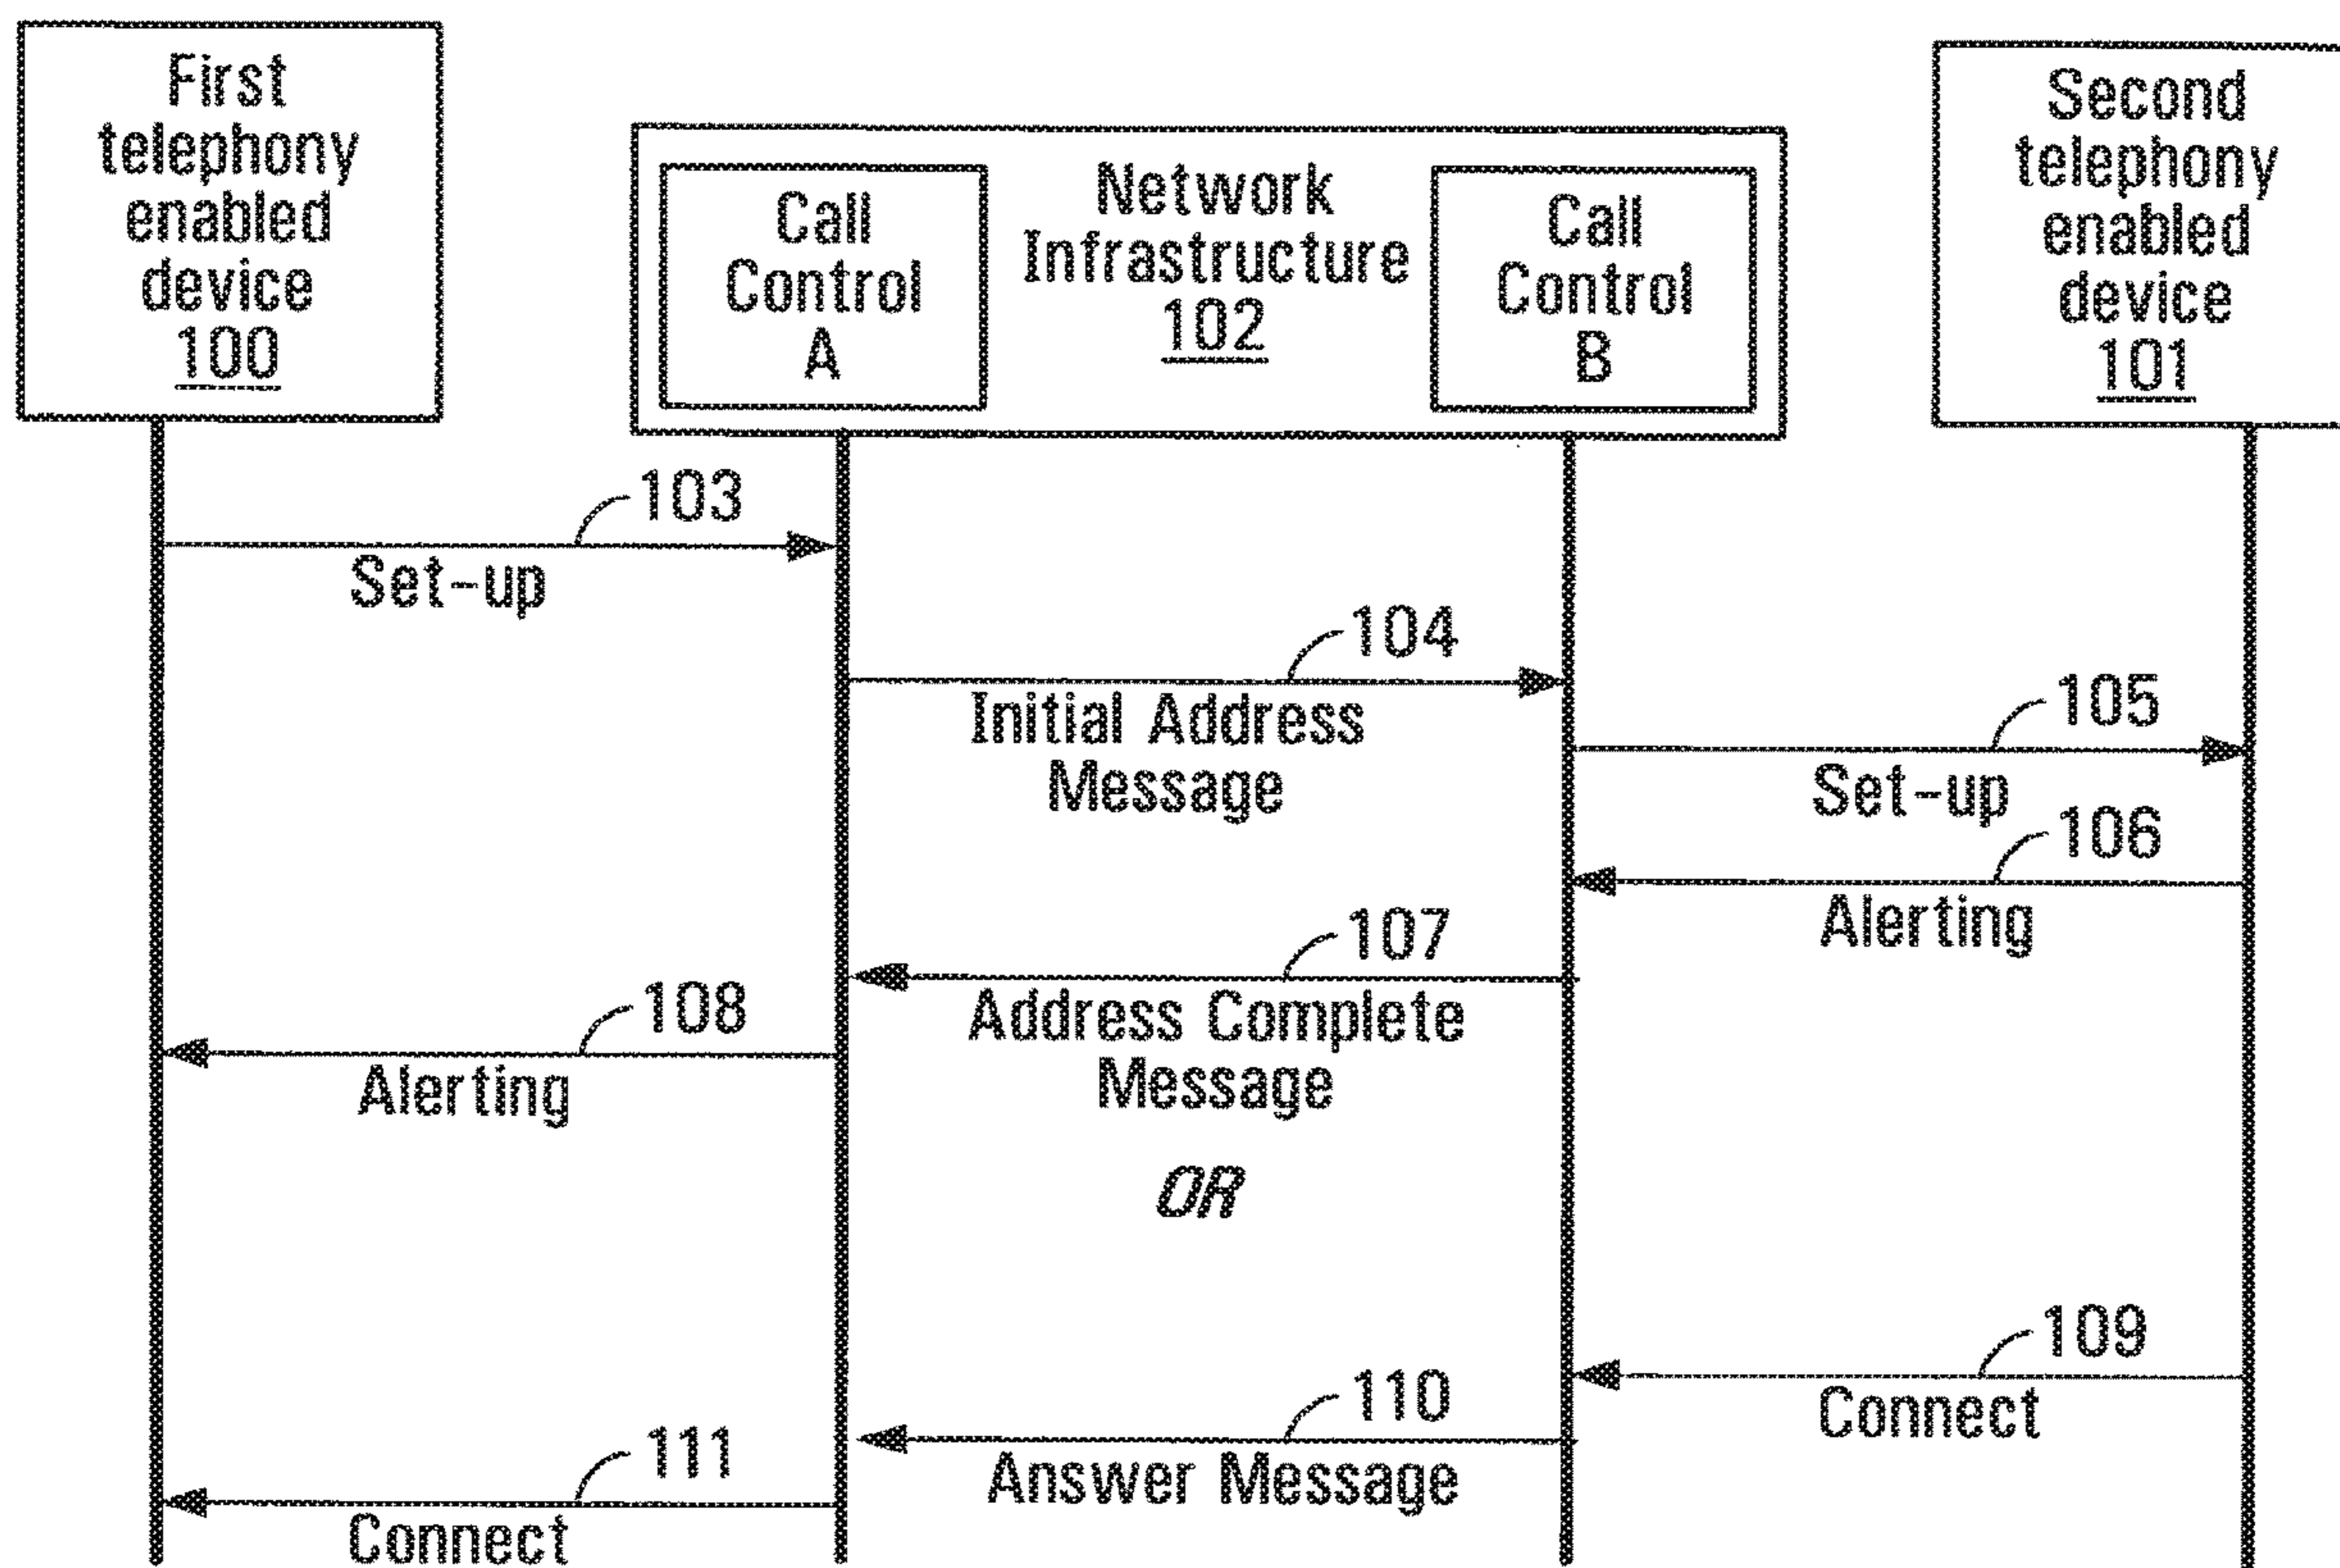 First
telephony
enabled
device
100
Call
Control
A
Network
Infrastructure
102
Call
Control
B
Second
telephony
enabled
device
101
103
Set-up
104
Initial Address
Message
105
Set-up
106
Alerting
107
Address Complete
Message
108
Alerting
OR
109
Connect
110
Answer Message
111
Connect